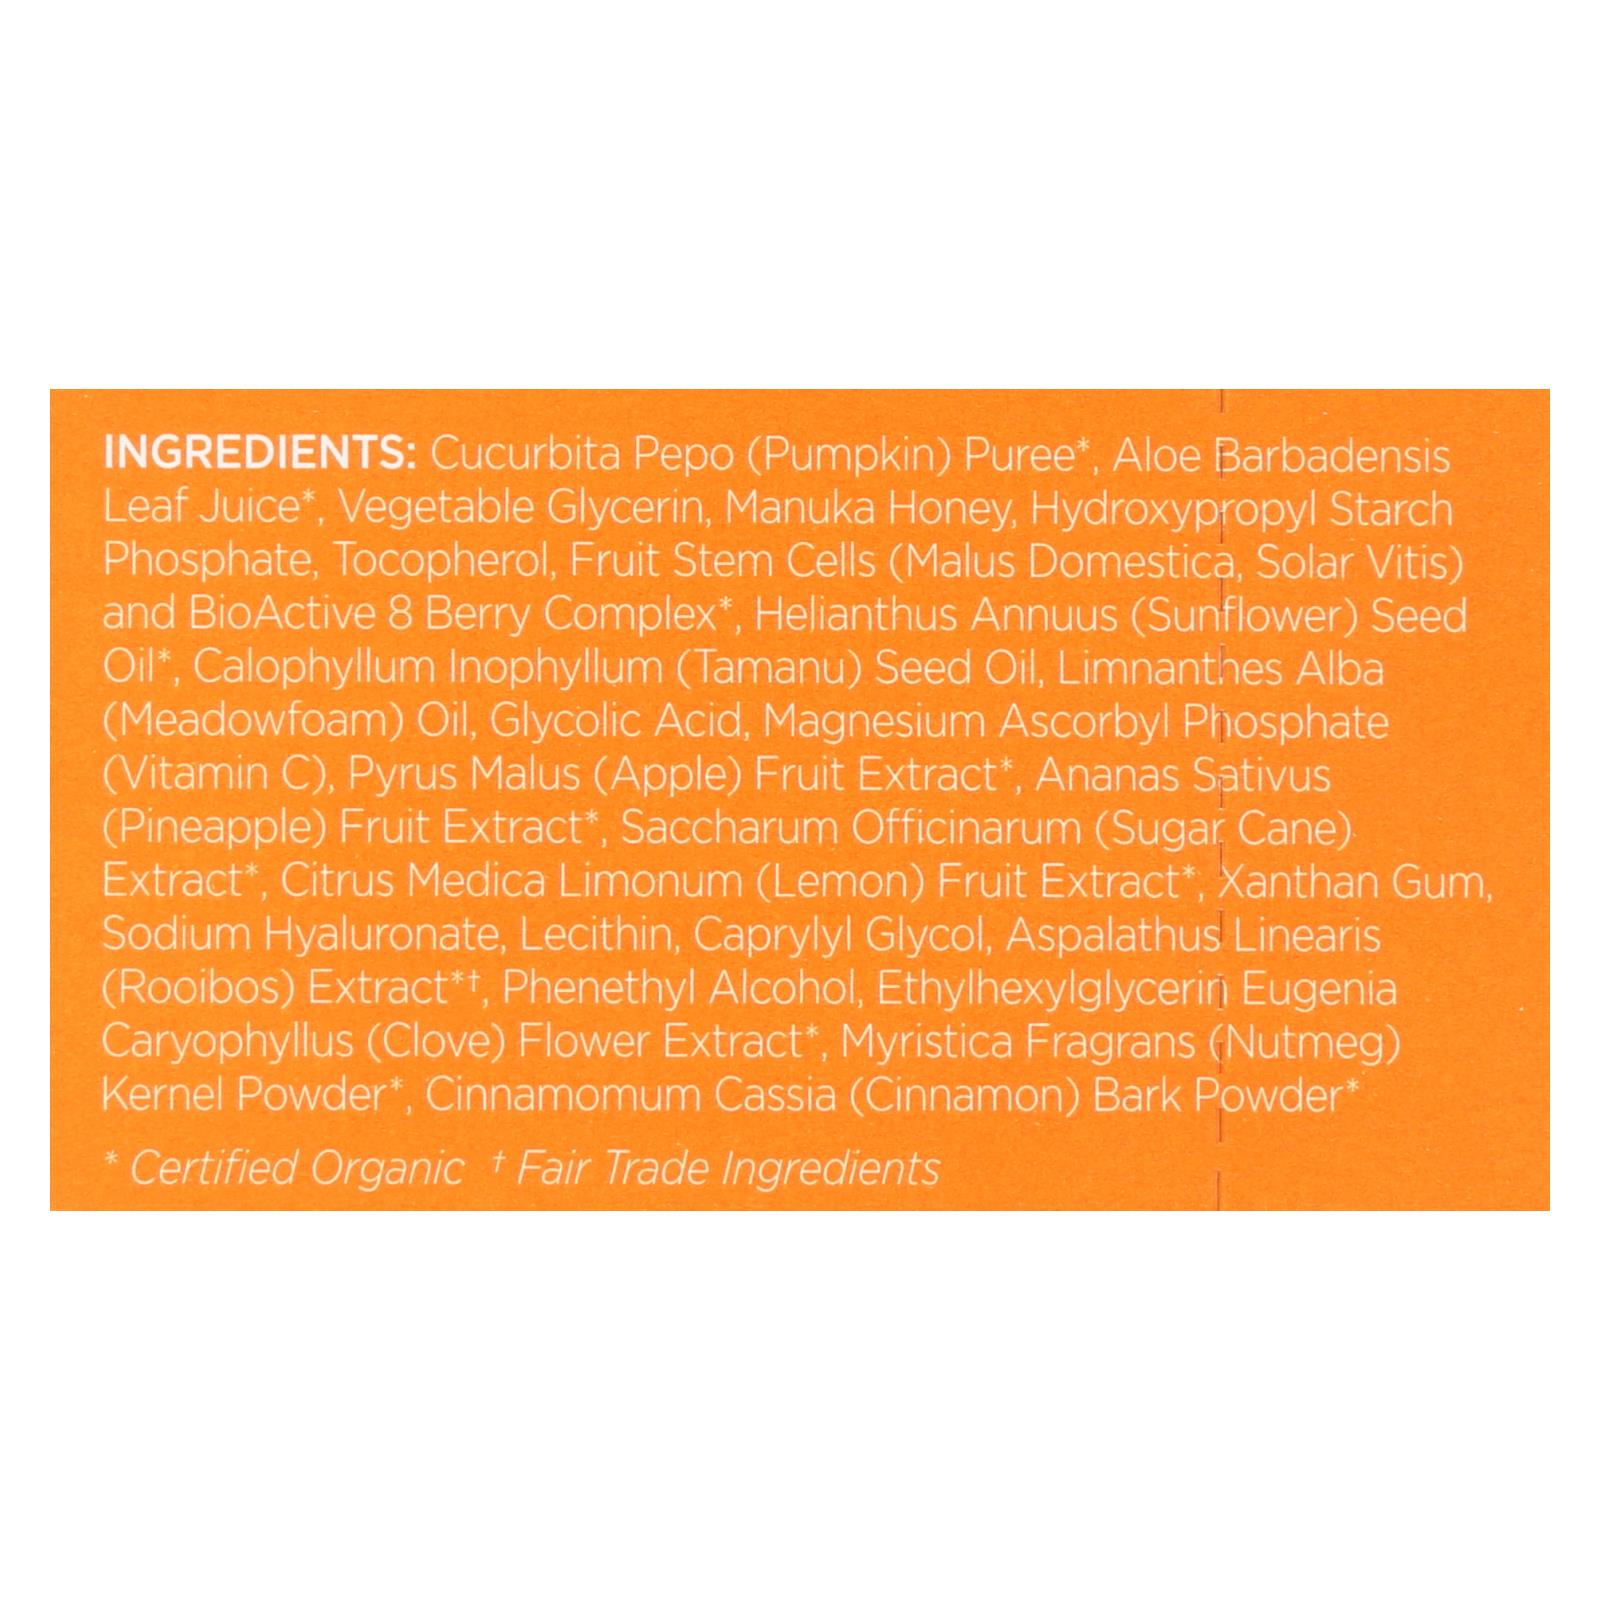 INGREDIENTS: Cucurbita Pepo (Pumpkin) Puree*, Aloe Barbadensis
Leaf Juice*, Vegetable Glycerin, Manuka Honey, Hydroxypropyl Starch
Phosphate, Tocopherol, Fruit Stem Cells (Malus Domestica, Solar Vitis)
and BioActive 8 Berry Complex*, Helianthus Annuus (Sunflower) Seed
Oil*, Calophyllum Inophyllum (Tamanu) Seed Oil, Limnanthes Alba
(Meadowfoam) Oil, Glycolic Acid, Magnesium Ascorbyl Phosphate
(Vitamin C), Pyrus Malus (Apple) Fruit Extract*, Ananas Sativus
(Pineapple) Fruit Extract*, Saccharum Officinarum (Sugar Cane)
Extract*, Citrus Medica Limonum (Lemon) Fruit Extract*, Xanthan Gum,
Sodium Hyaluronate, Lecithin, Caprylyl Glycol, Aspalathus Linearis
(Rooibos) Extract*†, Phenethyl Alcohol, Ethylhexylglycerin Eugenia
Caryophyllus (Clove) Flower Extract*, Myristica Fragrans (Nutmeg)
Kernel Powder*, Cinnamomum Cassia (Cinnamon) Bark Powder*
* Certified Organic † Fair Trade Ingredients